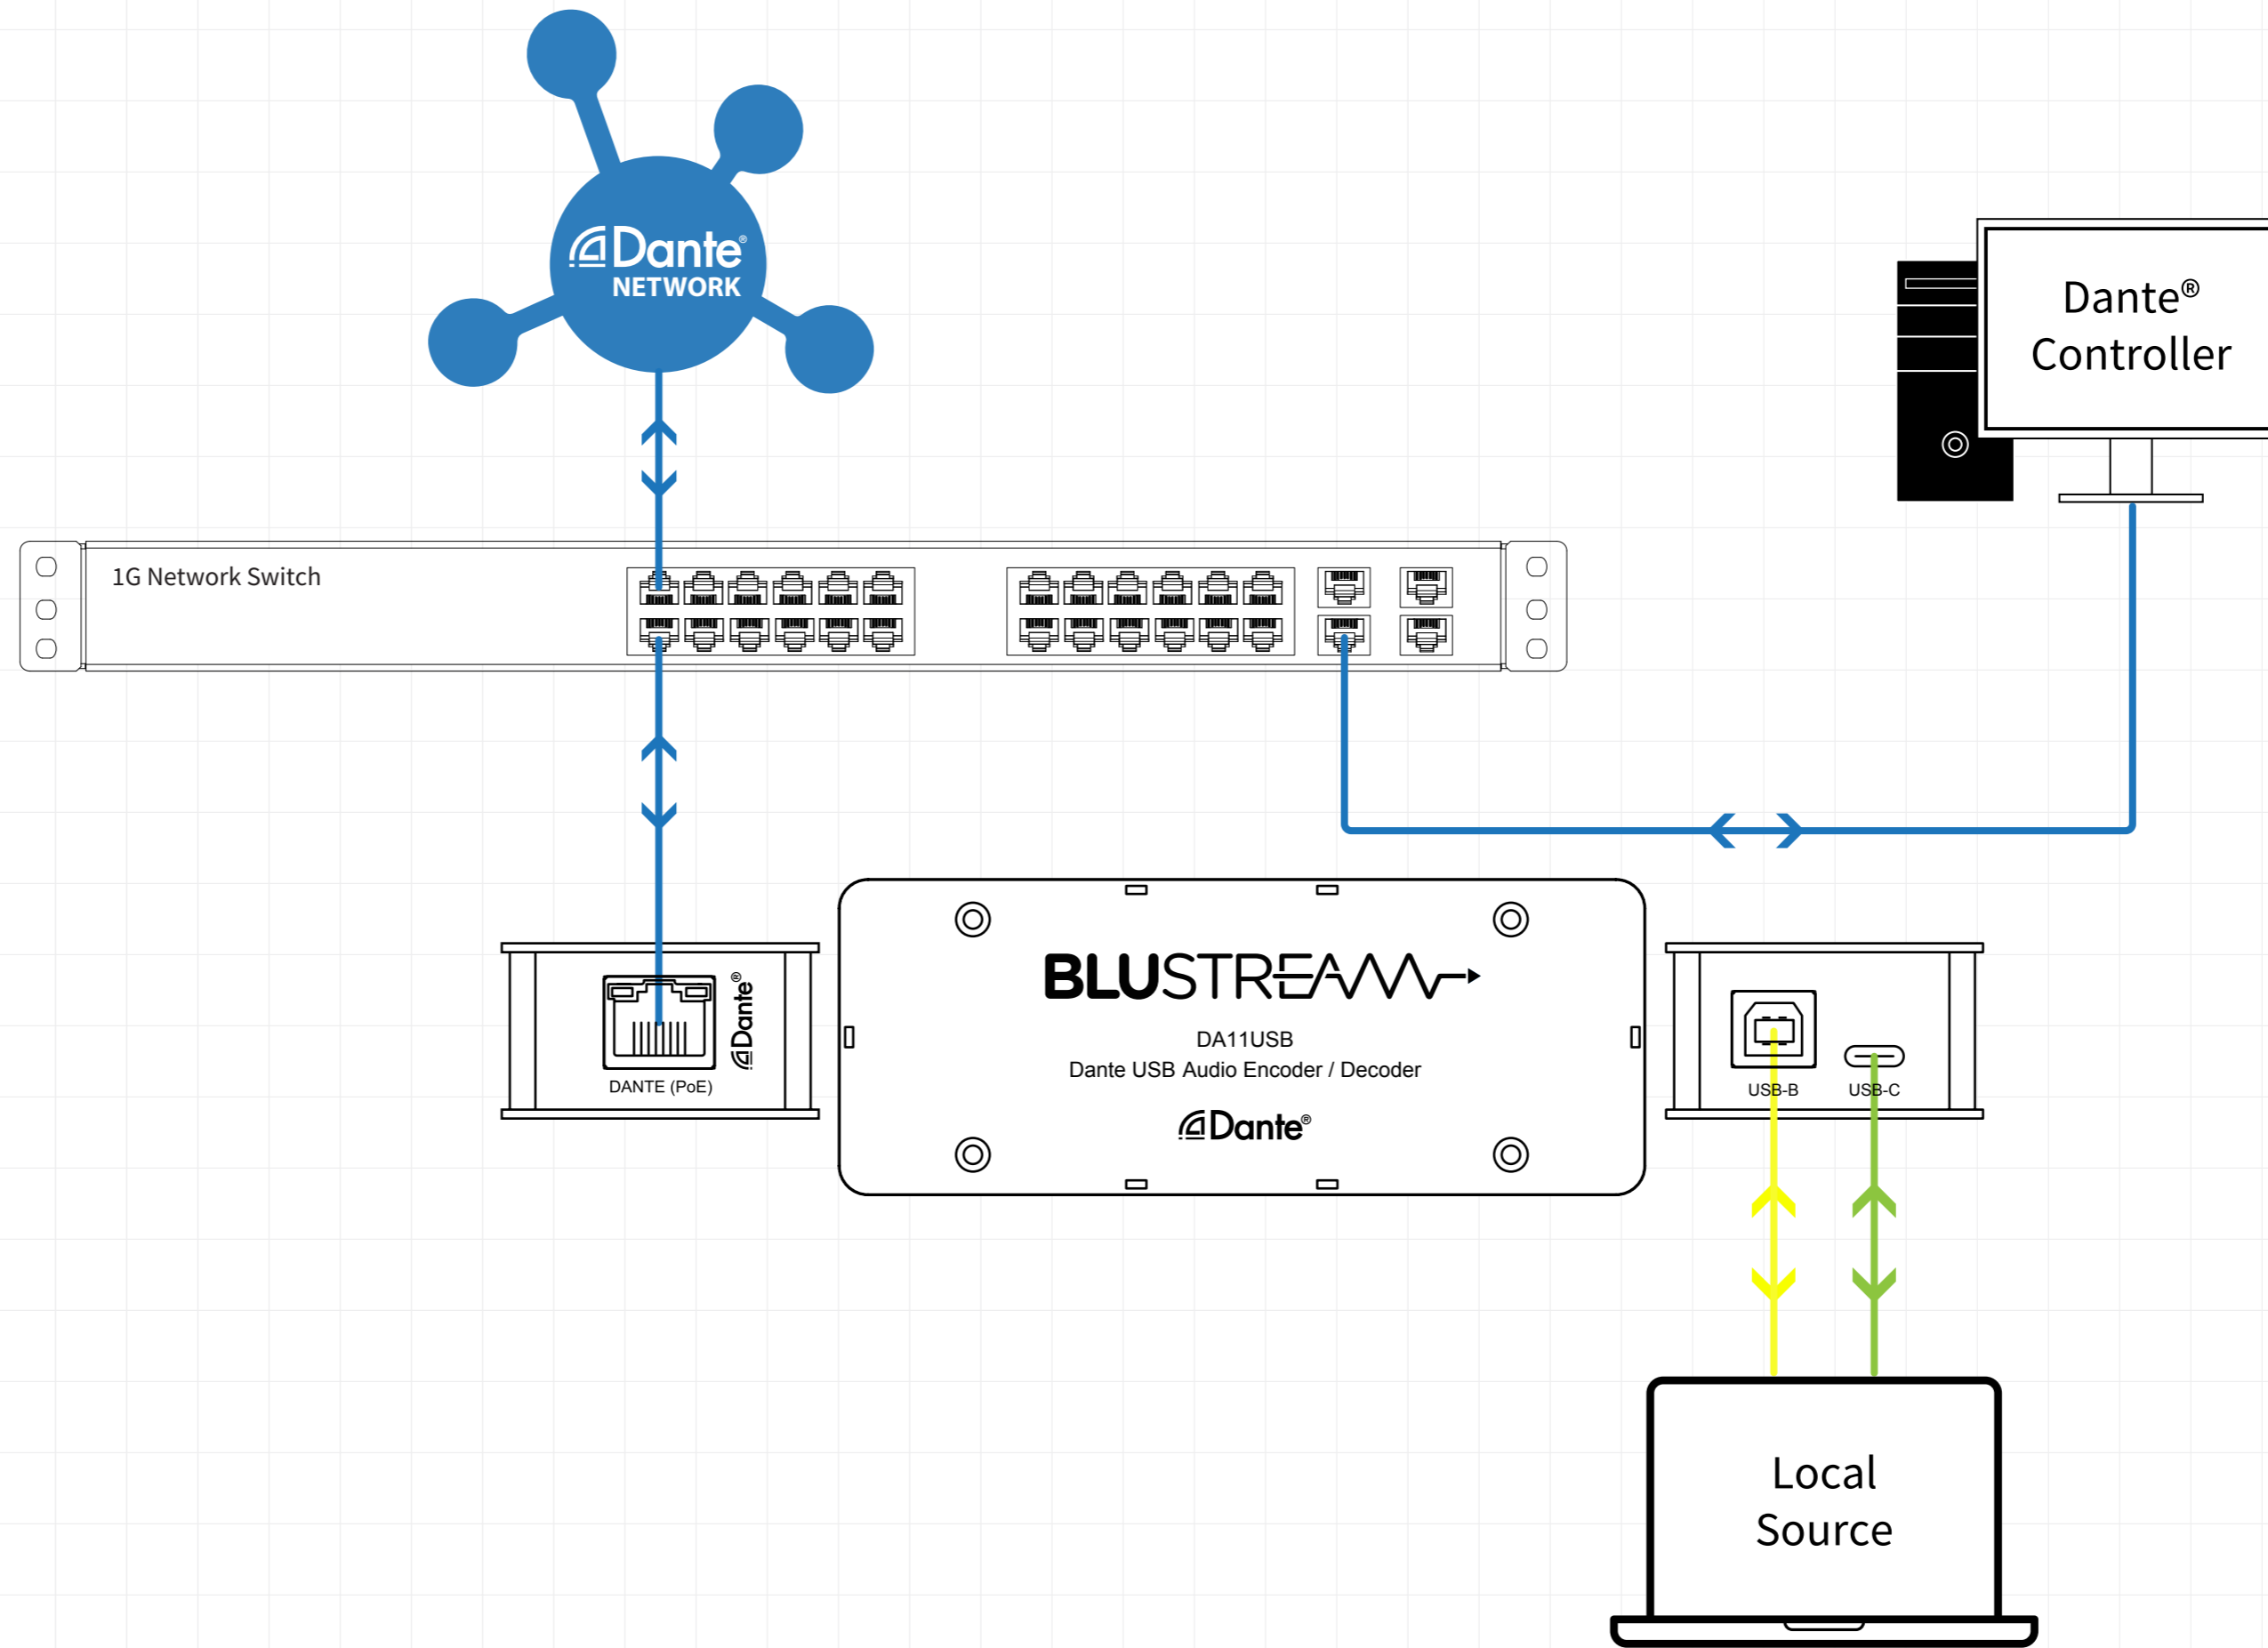 Dante®
NETWORK
Dante®
Controller
1G Network Switch
DANTE (PoE)
Dante®
BLUSTREAM
DA11USB
Dante USB Audio Encoder / Decoder
Dante®
USB-B
USB-C
Local
Source